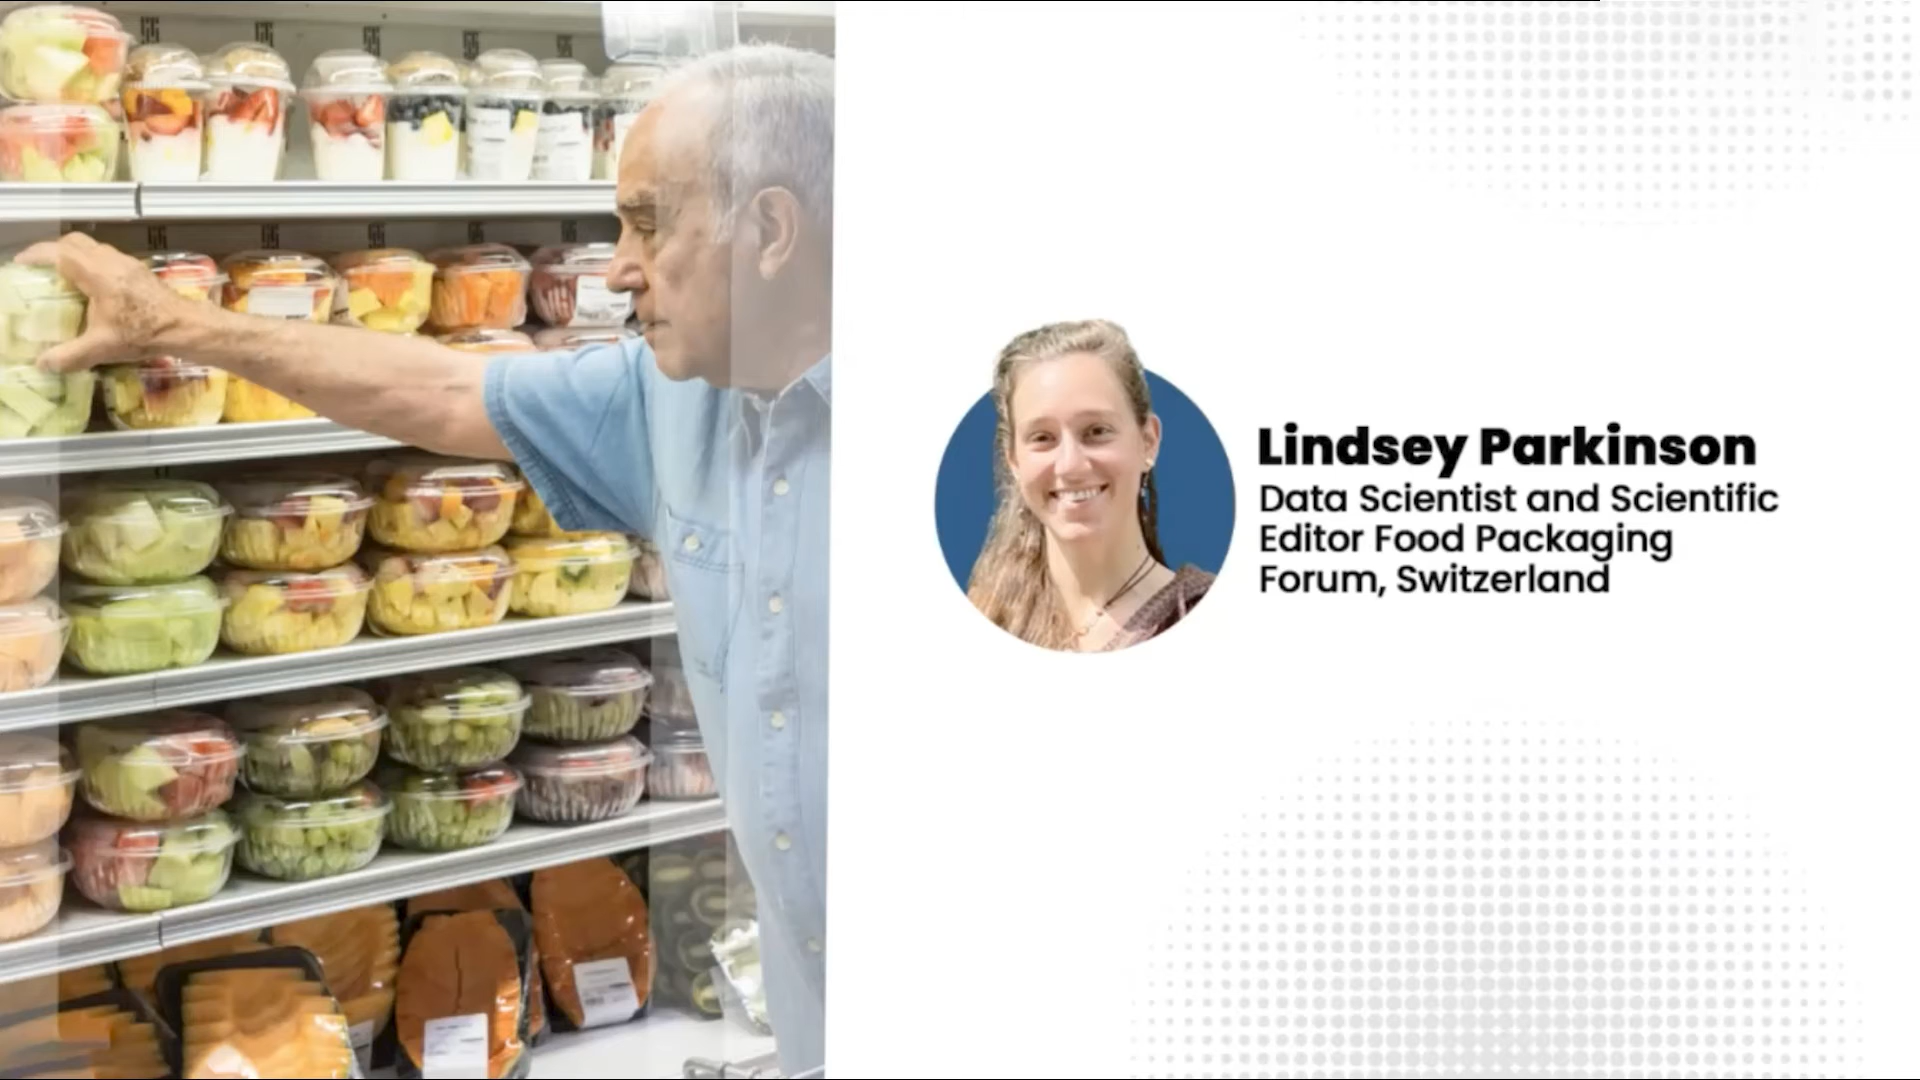 Lindsey Parkinson
Data Scientist and Scientific
Editor Food Packaging
Forum, Switzerland